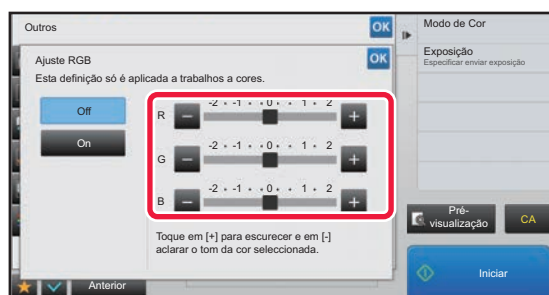 Outros
OK
Modo de Cor
Ajuste RGB
OK
Exposição
Especificar enviar exposição
Esta definição só é aplicada a trabalhos a cores.
Off
On
-2 -1 0 1 2
R - +
-2 -1 0 1 2
G - +
-2 -1 0 1 2
B - +
Toque em [+] para escurecer e em [-]
aclarar o tom da cor seleccionada.
Pré-
visualização
CA
Anterior
Iniciar